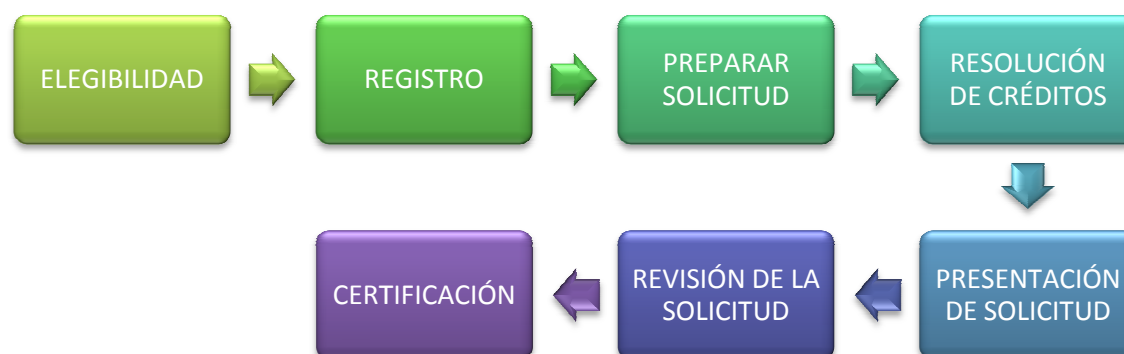 ELEGIBILIDAD
REGISTRO
PREPARAR
SOLICITUD
RESOLUCIÓN
DE CRÉDITOS
PRESENTACIÓN
DE SOLICITUD
REVISIÓN DE LA
SOLICITUD
CERTIFICACIÓN